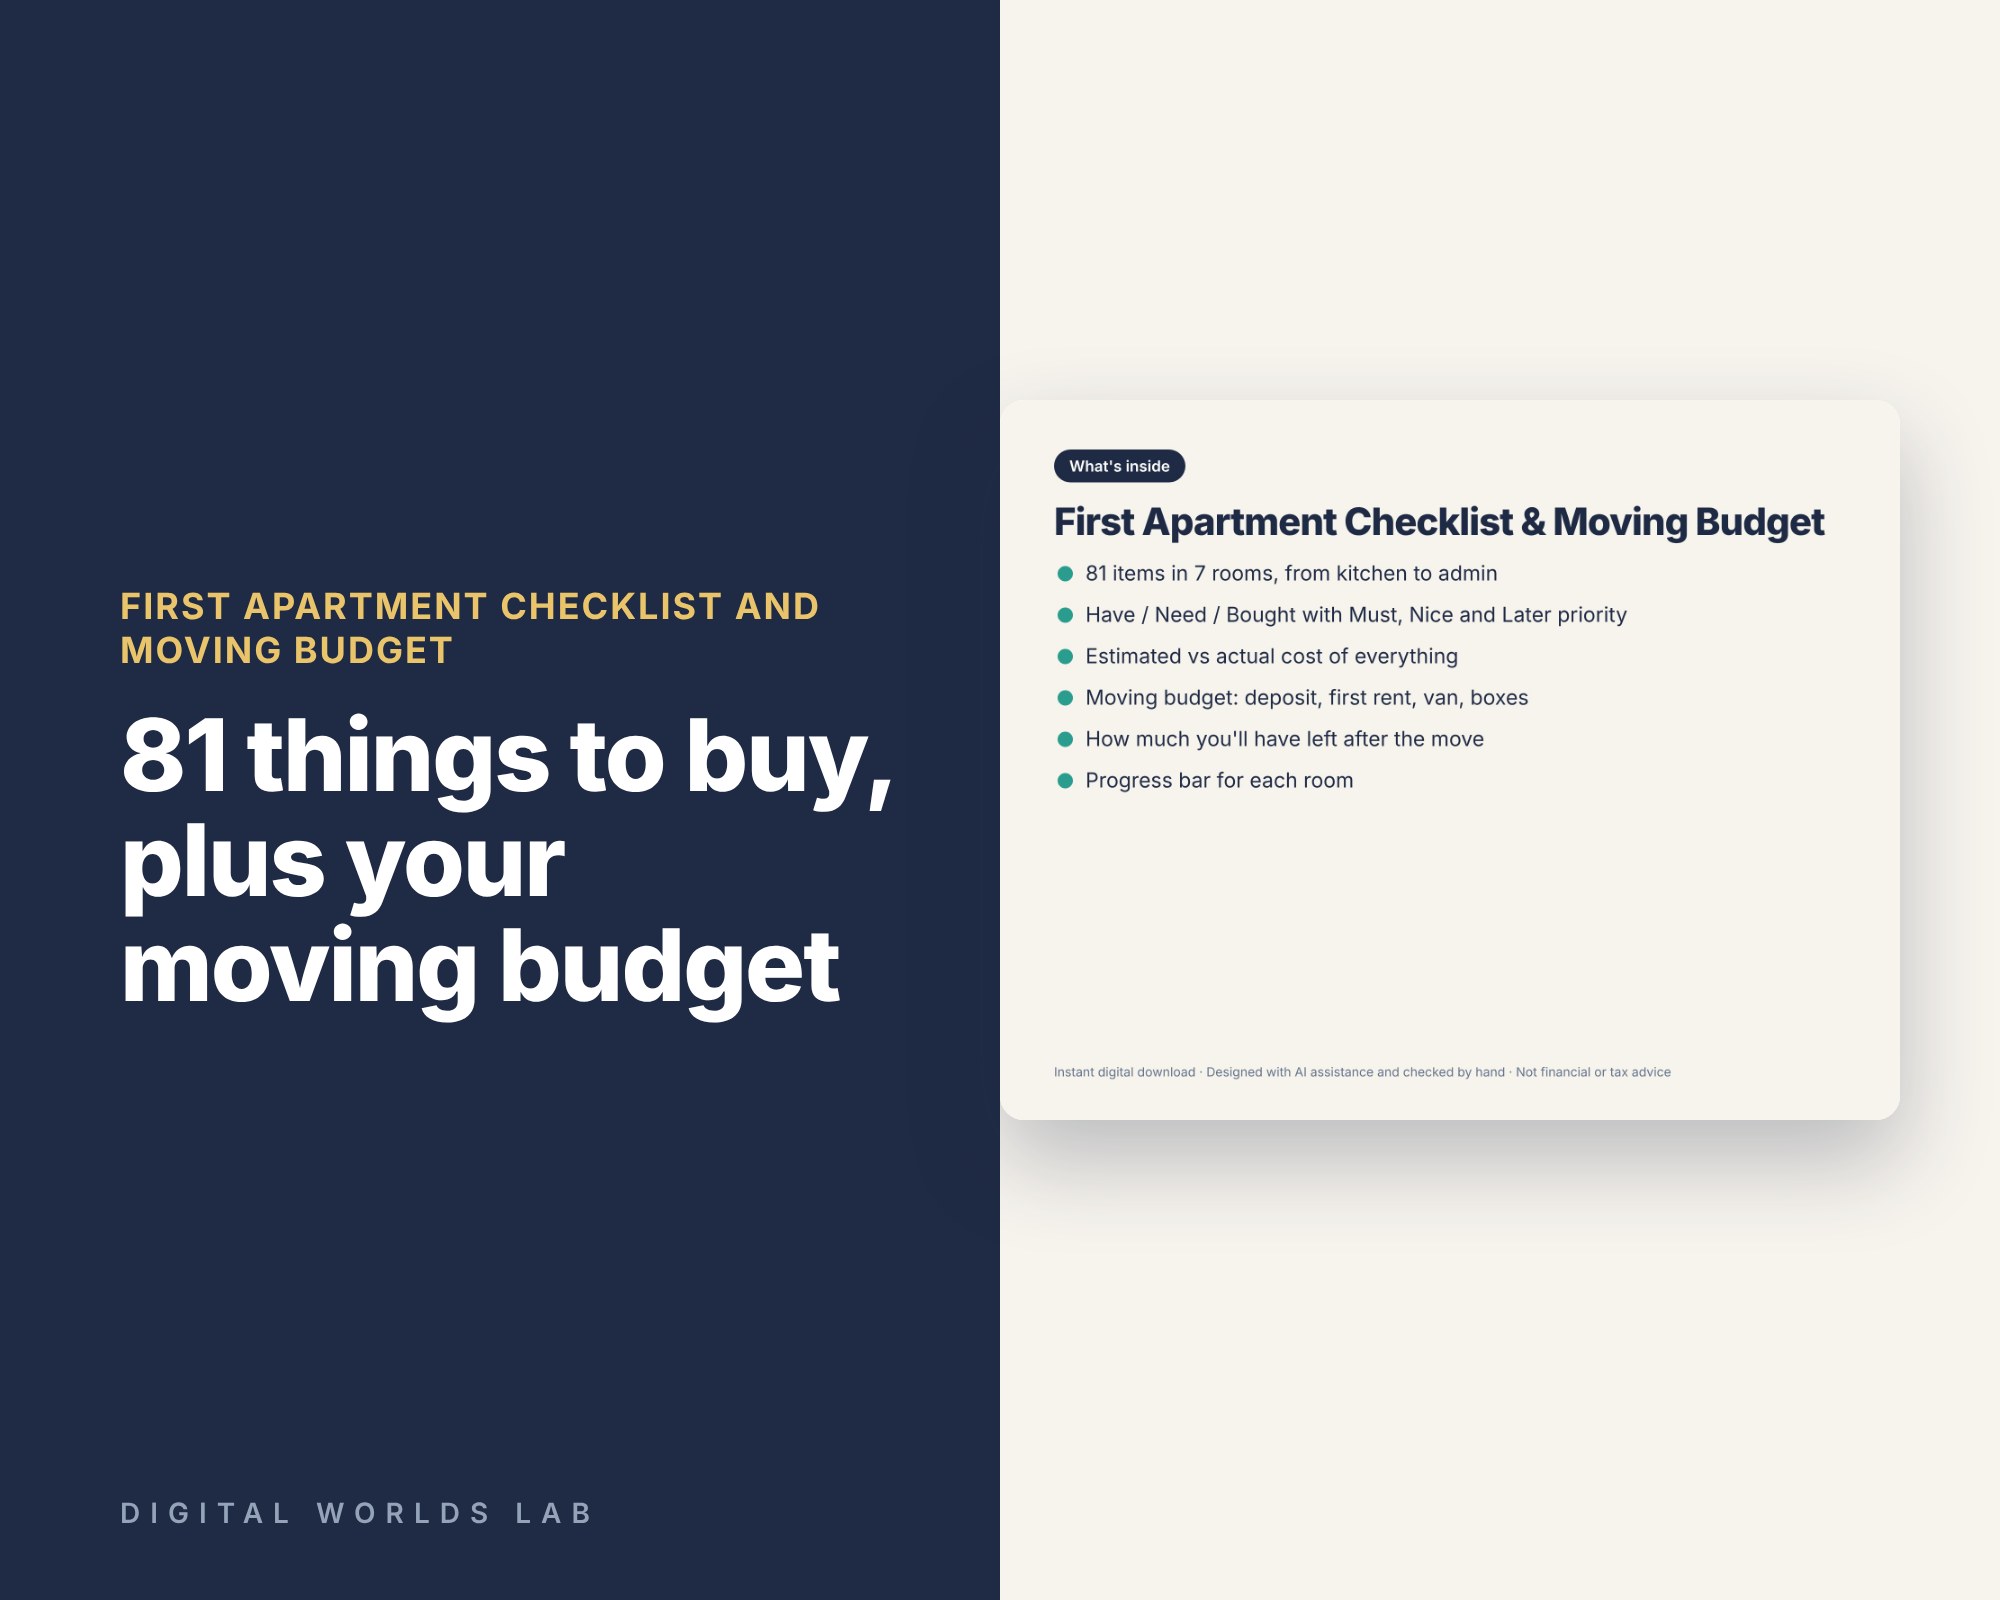 FIRST APARTMENT CHECKLIST AND
MOVING BUDGET
81 things to buy,
plus your
moving budget
DIGITAL WORLDS LAB
What's inside
First Apartment Checklist & Moving Budget
81 items in 7 rooms, from kitchen to admin
Have / Need / Bought with Must, Nice and Later priority
Estimated vs actual cost of everything
Moving budget: deposit, first rent, van, boxes
How much you'll have left after the move
Progress bar for each room
Instant digital download · Designed with AI assistance and checked by hand · Not financial or tax advice